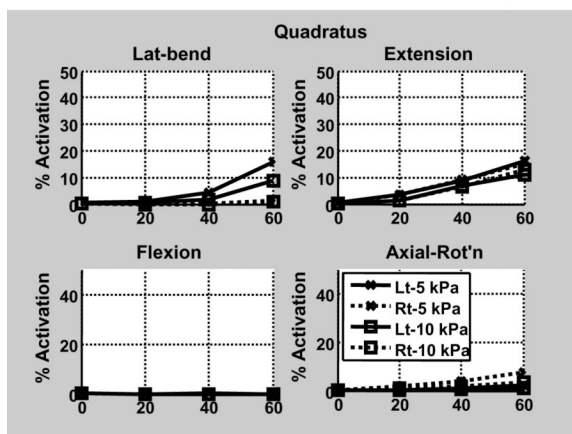 Quadratus
Lat-bend
Extension
% Activation
50
40
30
20
10
0
0 20 40 60
% Activation
50
40
30
20
10
0
0 20 40 60
Flexion
Axial-Rot'n
% Activation
40
20
0
0 20 40 60
% Activation
40
20
0
0 20 40 60
Lt-5 kPa
Rt-5 kPa
Lt-10 kPa
Rt-10 kPa